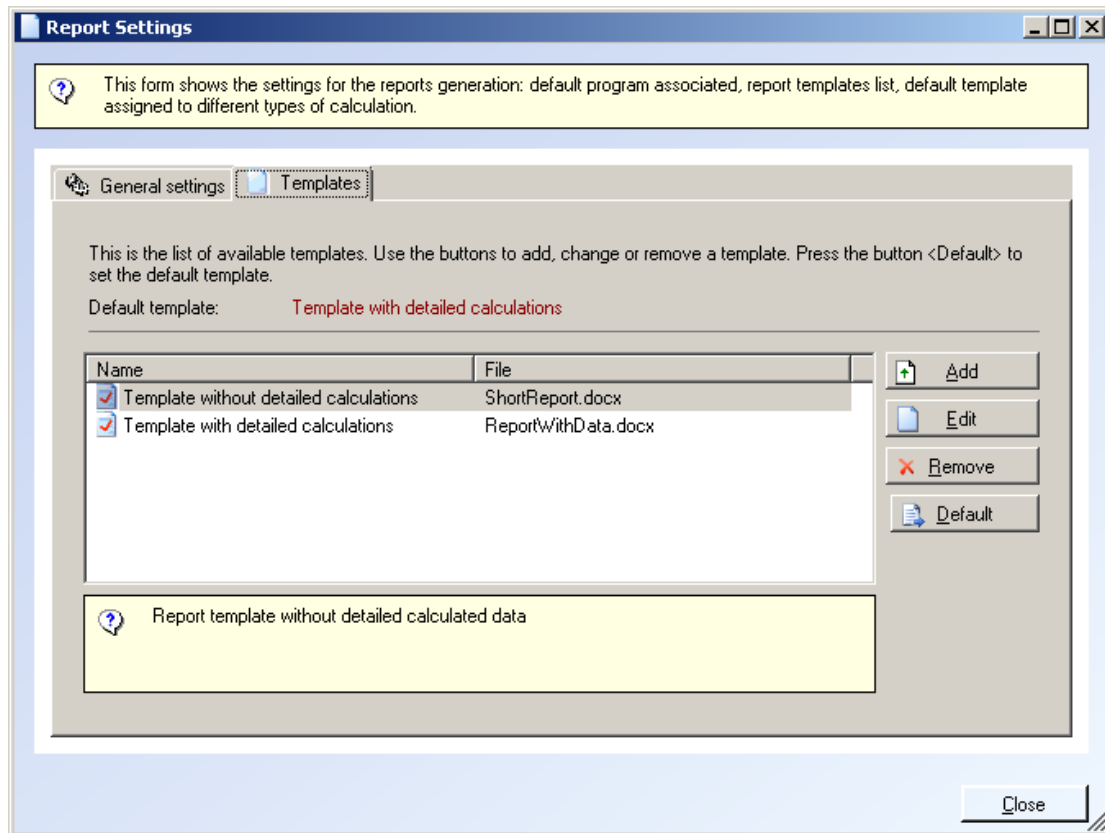 Report Settings
This form shows the settings for the reports generation: default program associated, report templates list, default template
assigned to different types of calculation.
General settings
Templates
This is the list of available templates. Use the buttons to add, change or remove a template. Press the button <Default> to
set the default template.
Default template: Template with detailed calculations
Name File
Template without detailed calculations ShortReport.docx
Template with detailed calculations ReportWithData.docx
Add
Edit
Remove
Default
Report template without detailed calculated data
Close